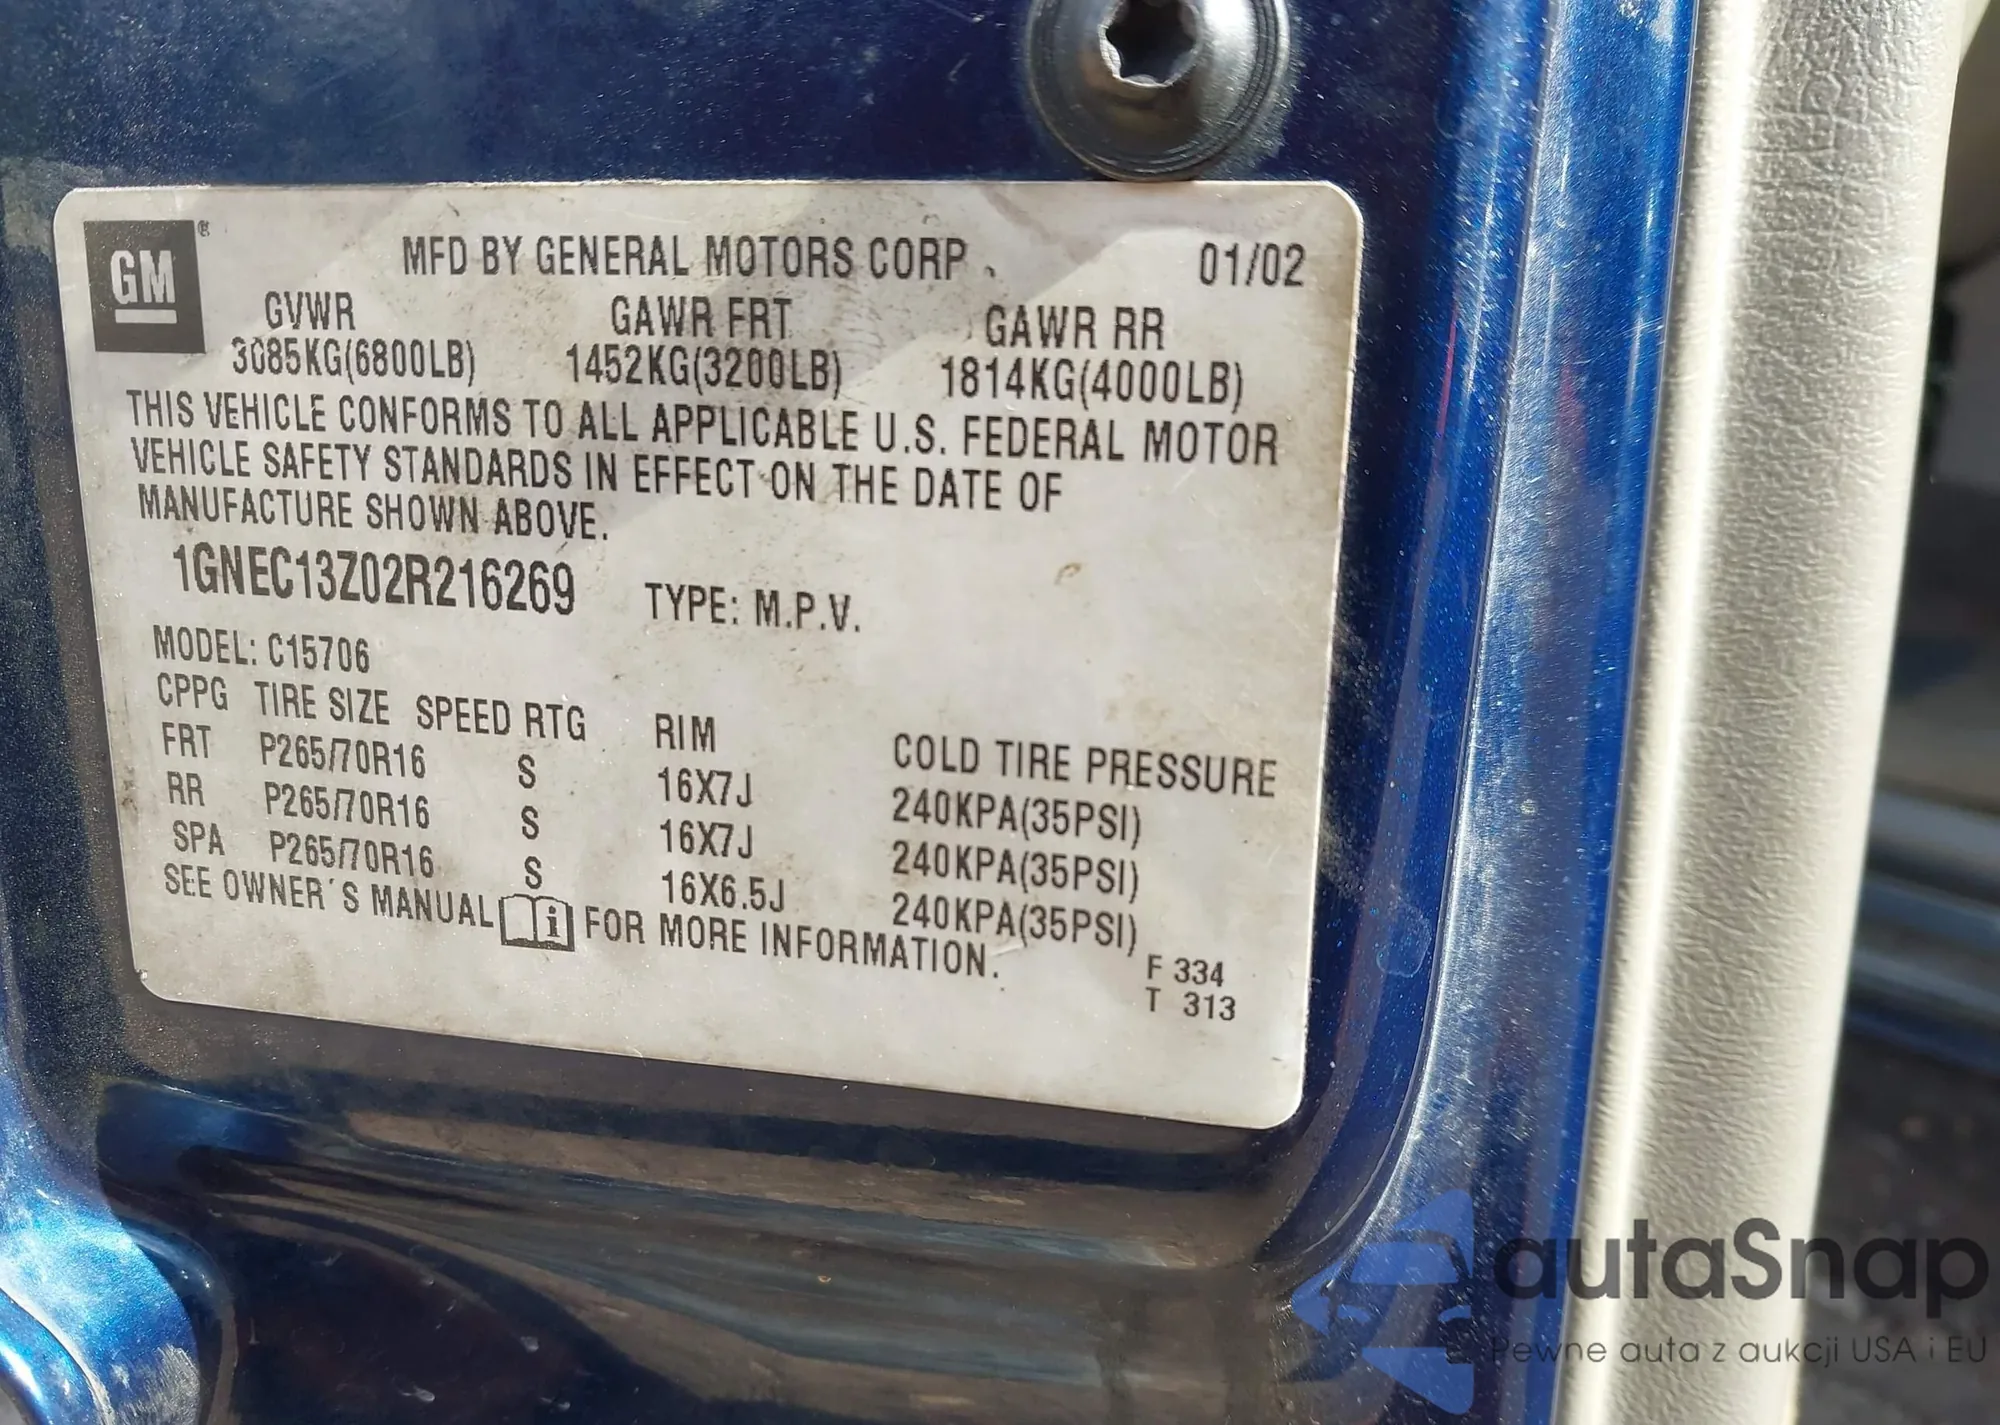 GM ®
MFD BY GENERAL MOTORS CORP. 01/02
GVWR GAWR FRT GAWR RR
3085KG(6800LB) 1452KG(3200LB) 1814KG(4000LB)
THIS VEHICLE CONFORMS TO ALL APPLICABLE U.S. FEDERAL MOTOR
VEHICLE SAFETY STANDARDS IN EFFECT ON THE DATE OF
MANUFACTURE SHOWN ABOVE.
1GNEC13Z02R216269 TYPE: M.P.V.
MODEL: C15706
CPPG TIRE SIZE SPEED RTG RIM COLD TIRE PRESSURE
FRT P265/70R16 S 16X7J 240KPA(35PSI)
RR P265/70R16 S 16X7J 240KPA(35PSI)
SPA P265/70R16 S 16X6.5J 240KPA(35PSI)
SEE OWNER'S MANUAL i FOR MORE INFORMATION.
F 334
T 313
autaSnap
Pewne auta z aukcji USA i EU